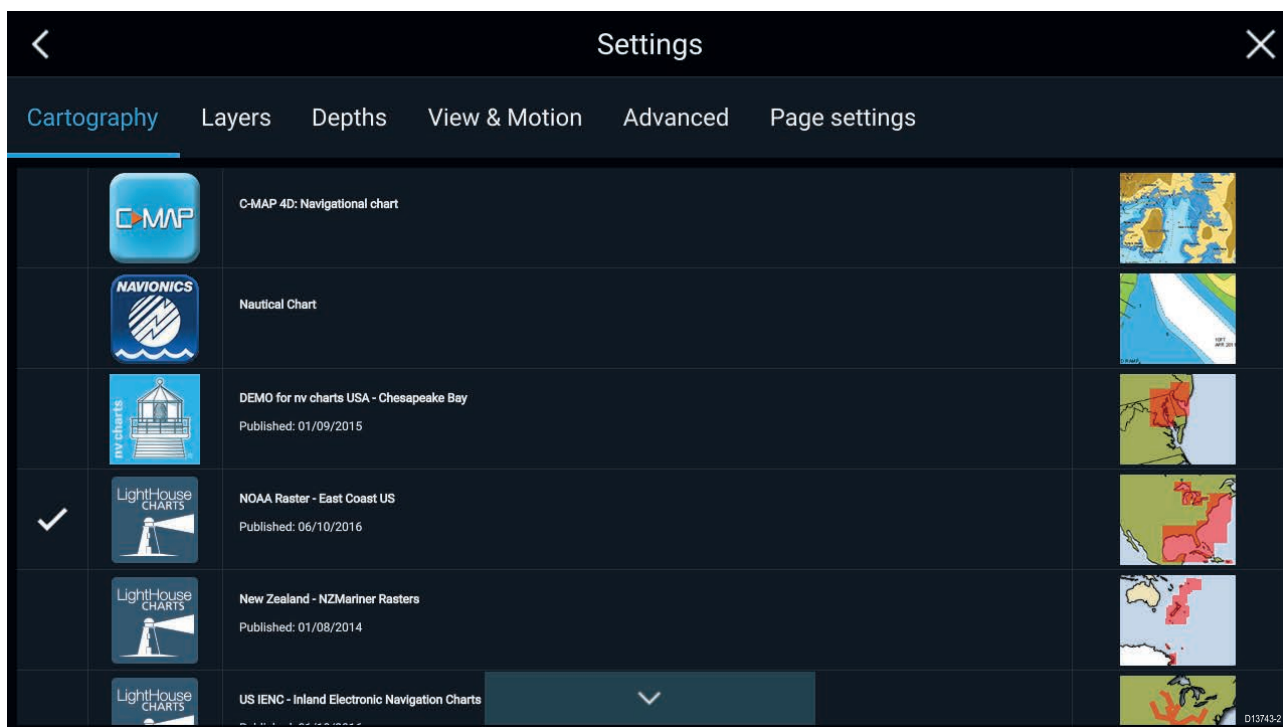 Settings
Cartography Layers Depths View & Motion Advanced Page settings
C-MAP
C-MAP 4D: Navigational chart
NAVIONICS
Nautical Chart
nv charts
DEMO for nv charts USA - Chesapeake Bay
Published: 01/09/2015
LightHouse
CHARTS
NOAA Raster - East Coast US
Published: 06/10/2016
LightHouse
CHARTS
New Zealand - NZMariner Rasters
Published: 01/08/2014
LightHouse
CHARTS
US IENC - Inland Electronic Navigation Charts
D13743-2